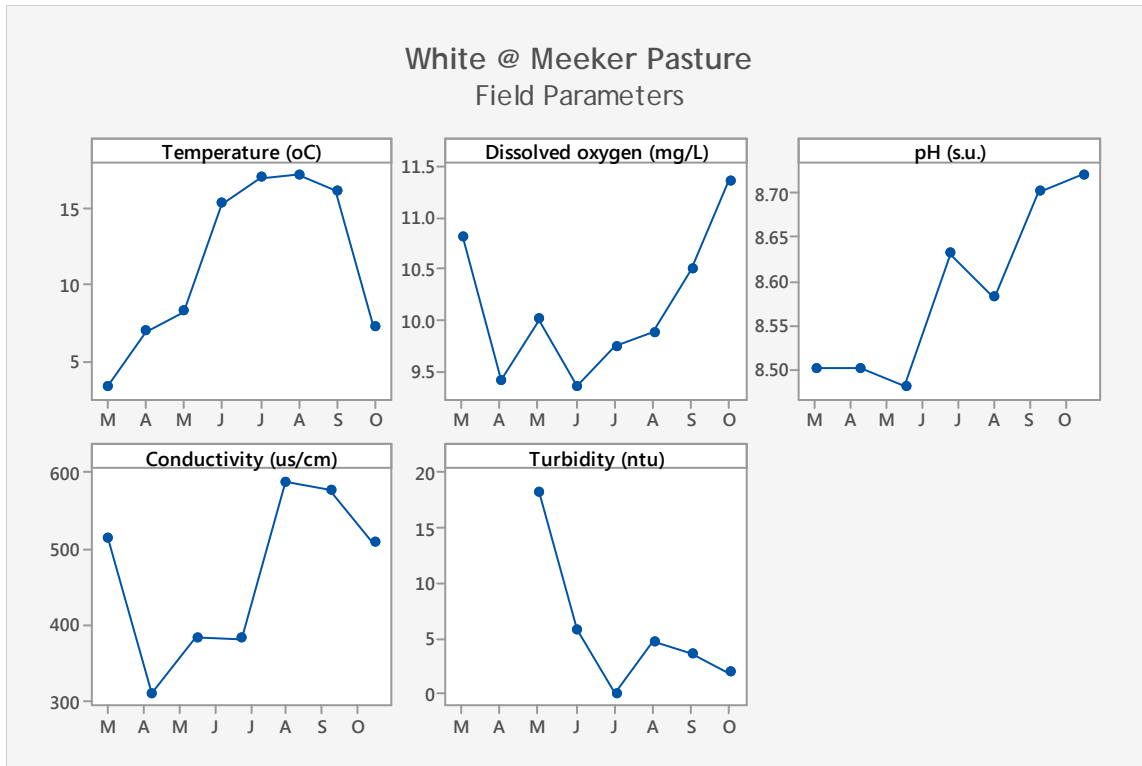 White @ Meeker Pasture
Field Parameters
Temperature (oC)
15
10
5
M A M J J A S O
Dissolved oxygen (mg/L)
11.5
11.0
10.5
10.0
9.5
M A M J J A S O
pH (s.u.)
8.70
8.65
8.60
8.55
8.50
M A M J J A S O
Conductivity (us/cm)
600
500
400
300
M A M J J A S O
Turbidity (ntu)
20
15
10
5
0
M A M J J A S O